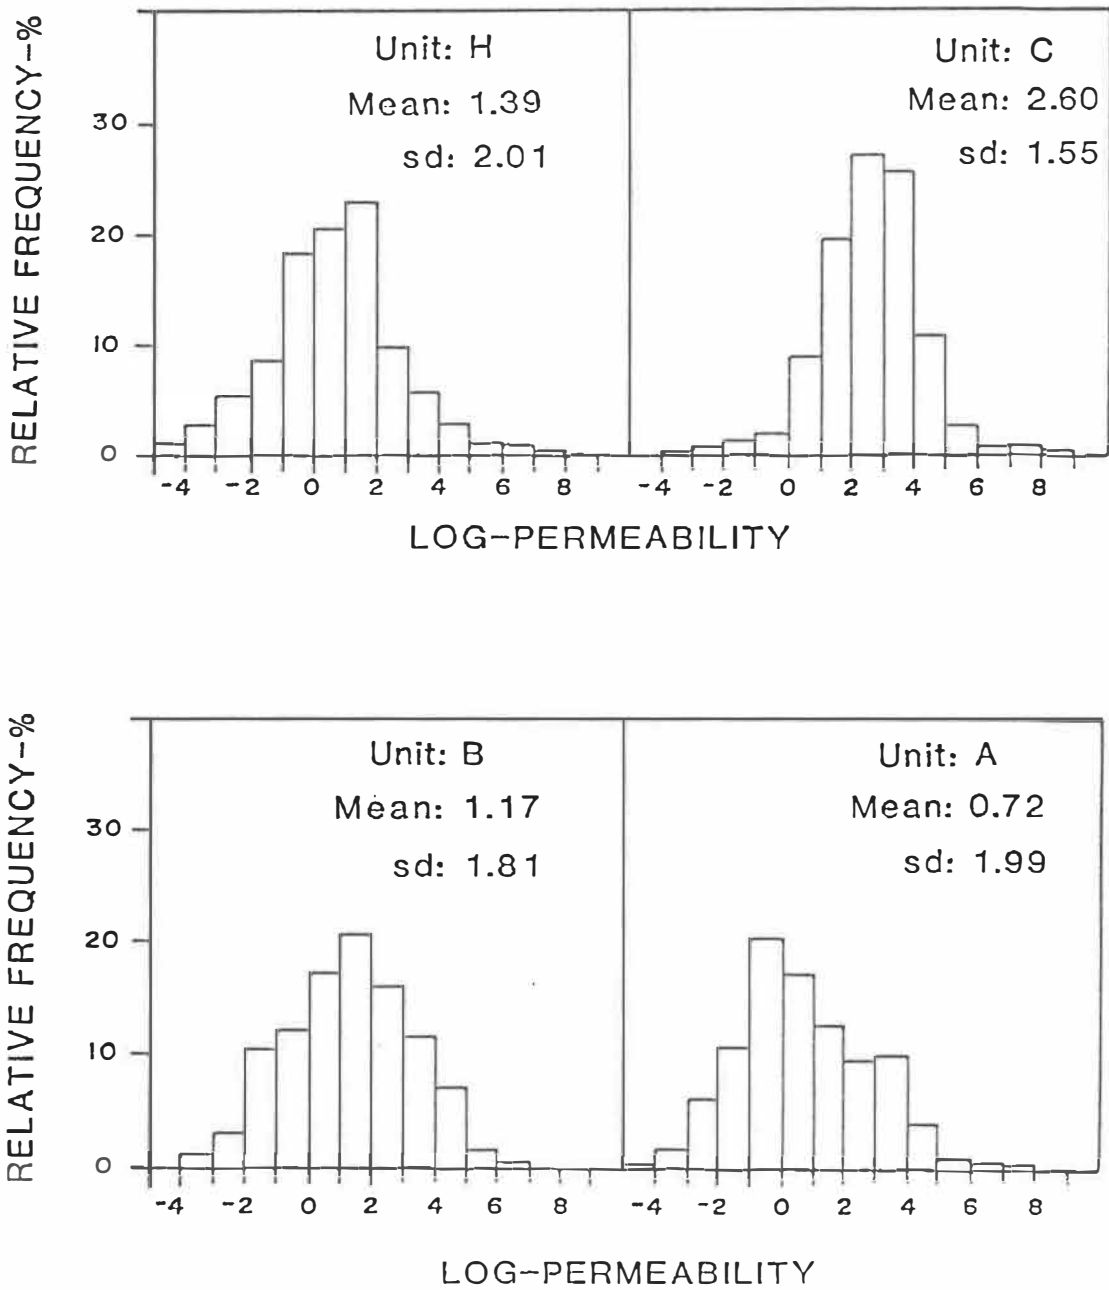 RELATIVE FREQUENCY-%
Unit: H
Mean: 1.39
sd: 2.01
Unit: C
Mean: 2.60
sd: 1.55
30
20
10
0
-4 -2 0 2 4 6 8 -4 -2 0 2 4 6 8
LOG-PERMEABILITY
RELATIVE FREQUENCY-%
Unit: B
Mean: 1.17
sd: 1.81
Unit: A
Mean: 0.72
sd: 1.99
30
20
10
0
-4 -2 0 2 4 6 8 -4 -2 0 2 4 6 8
LOG-PERMEABILITY